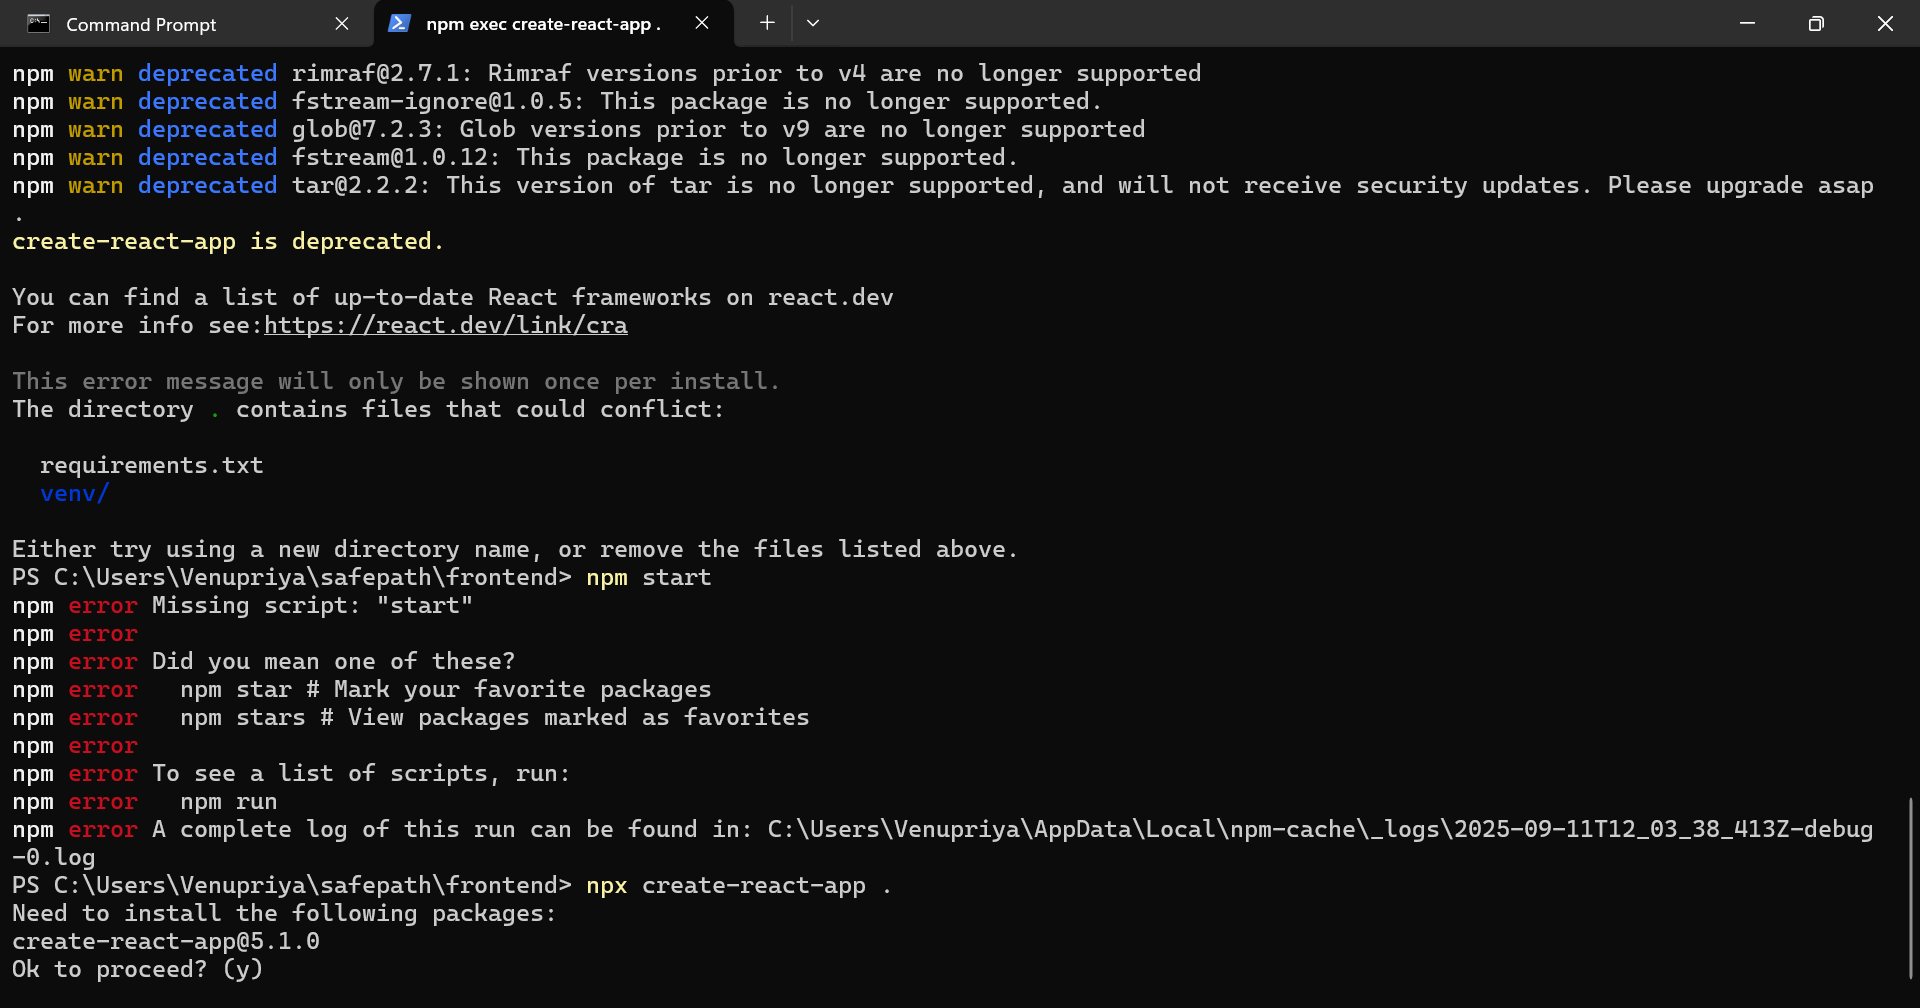 Command Prompt
npm exec create-react-app .
npm warn deprecated rimraf@2.7.1: Rimraf versions prior to v4 are no longer supported
npm warn deprecated fstream-ignore@1.0.5: This package is no longer supported.
npm warn deprecated glob@7.2.3: Glob versions prior to v9 are no longer supported
npm warn deprecated fstream@1.0.12: This package is no longer supported.
npm warn deprecated tar@2.2.2: This version of tar is no longer supported, and will not receive security updates. Please upgrade asap
.
create-react-app is deprecated.
You can find a list of up-to-date React frameworks on react.dev
For more info see:https://react.dev/link/cra
This error message will only be shown once per install.
The directory . contains files that could conflict:
requirements.txt
venv/
Either try using a new directory name, or remove the files listed above.
PS C:\Users\Venupriya\safepath\frontend> npm start
npm error Missing script: "start"
npm error
npm error Did you mean one of these?
npm error   npm star # Mark your favorite packages
npm error   npm stars # View packages marked as favorites
npm error
npm error To see a list of scripts, run:
npm error   npm run
npm error A complete log of this run can be found in: C:\Users\Venupriya\AppData\Local\npm-cache\_logs\2025-09-11T12_03_38_413Z-debug
-0.log
PS C:\Users\Venupriya\safepath\frontend> npx create-react-app .
Need to install the following packages:
create-react-app@5.1.0
Ok to proceed? (y)